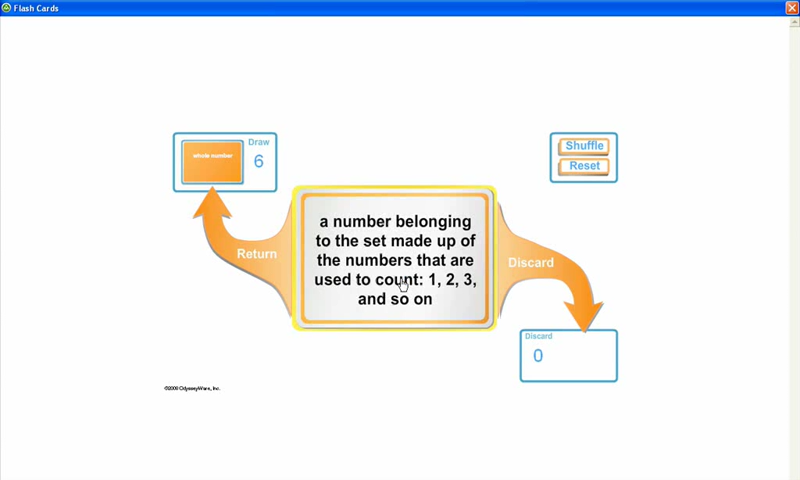 Flash Cards
whole number
Draw
6
Shuffle
Reset
a number belonging
to the set made up of
the numbers that are
used to count: 1, 2, 3,
and so on
Return
Discard
Discard
0
©2009 OdysseyWare, Inc.